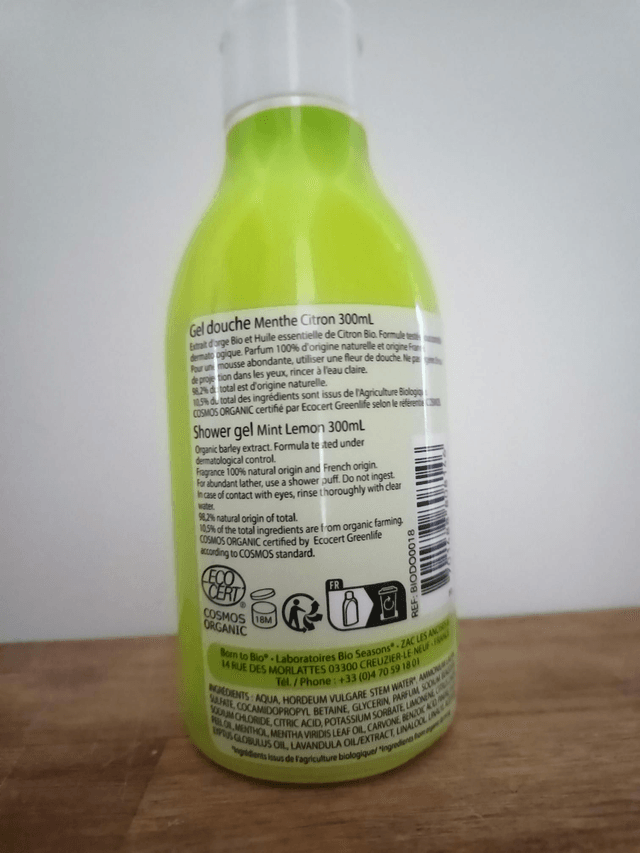 Gel douche Menthe Citron 300mL
Extrait d'orge Bio et Huile essentielle de Citron Bio. Formule
dermatologique. Parfum 100% d'origine naturelle et origine
Pour une mousse abondante, utiliser une fleur de douche. Ne pas
de projection dans les yeux, rincer à l'eau claire.
98,2% du total est d'origine naturelle.
10,5% du total des ingrédients sont issus de l'Agriculture Biologique
COSMOS ORGANIC certifié par Ecocert Greenlife selon le référentiel COSMOS.
Shower gel Mint Lemon 300mL
Organic barley extract. Formula tested under
dermatological control.
Fragrance 100% natural origin and French origin.
For abundant lather, use a shower puff. Do not ingest.
In case of contact with eyes, rinse thoroughly with clear
water.
98,2% natural origin of total.
10,5% of the total ingredients are from organic farming.
COSMOS ORGANIC certified by Ecocert Greenlife
according to COSMOS standard.
ECO
CERT®
COSMOS
ORGANIC
18M
FR
REF: BIODO0018
Born to Bio® - Laboratoires Bio Seasons® - ZAC LES
14 RUE DES MORLATTES 03300 CREUZIER-LE-NEUF - FRANCE
Tél. / Phone : +33 (0)4 70 59 18 01
INGREDIENTS : AQUA, HORDEUM VULGARE STEM WATER*,
SULFATE, COCAMIDOPROPYL BETAINE, GLYCERIN, PARFUM, SODIUM
SODIUM CHLORIDE, CITRIC ACID, POTASSIUM SORBATE, LIMONENE,
PEEL OIL, MENTHOL, MENTHA VIRIDIS LEAF OIL, CARVONE, BENZOIC ACID,
GLOBULUS OIL, LAVANDULA OIL/EXTRACT, LINALOOL
*Ingrédients issus de l'agriculture biologique/ *Ingredients from